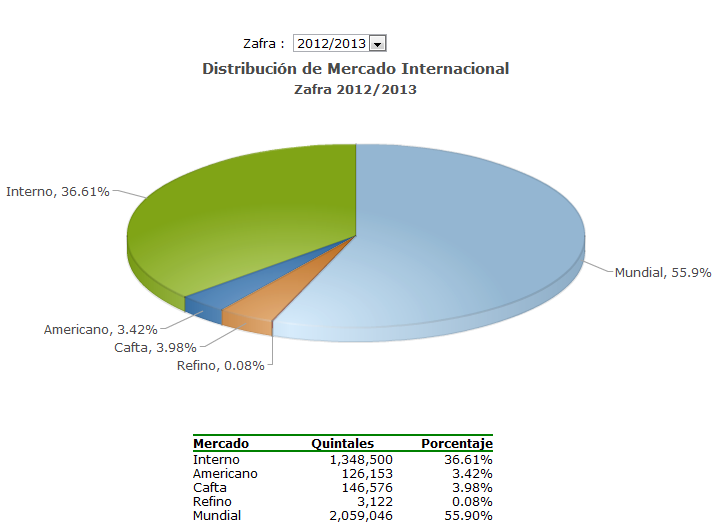 Zafra : 2012/2013
Distribución de Mercado Internacional
Zafra 2012/2013
Interno, 36.61%
Mundial, 55.9%
Americano, 3.42%
Cafta, 3.98%
Refino, 0.08%
Mercado Quintales Porcentaje
Interno 1,348,500 36.61%
Americano 126,153 3.42%
Cafta 146,576 3.98%
Refino 3,122 0.08%
Mundial 2,059,046 55.90%